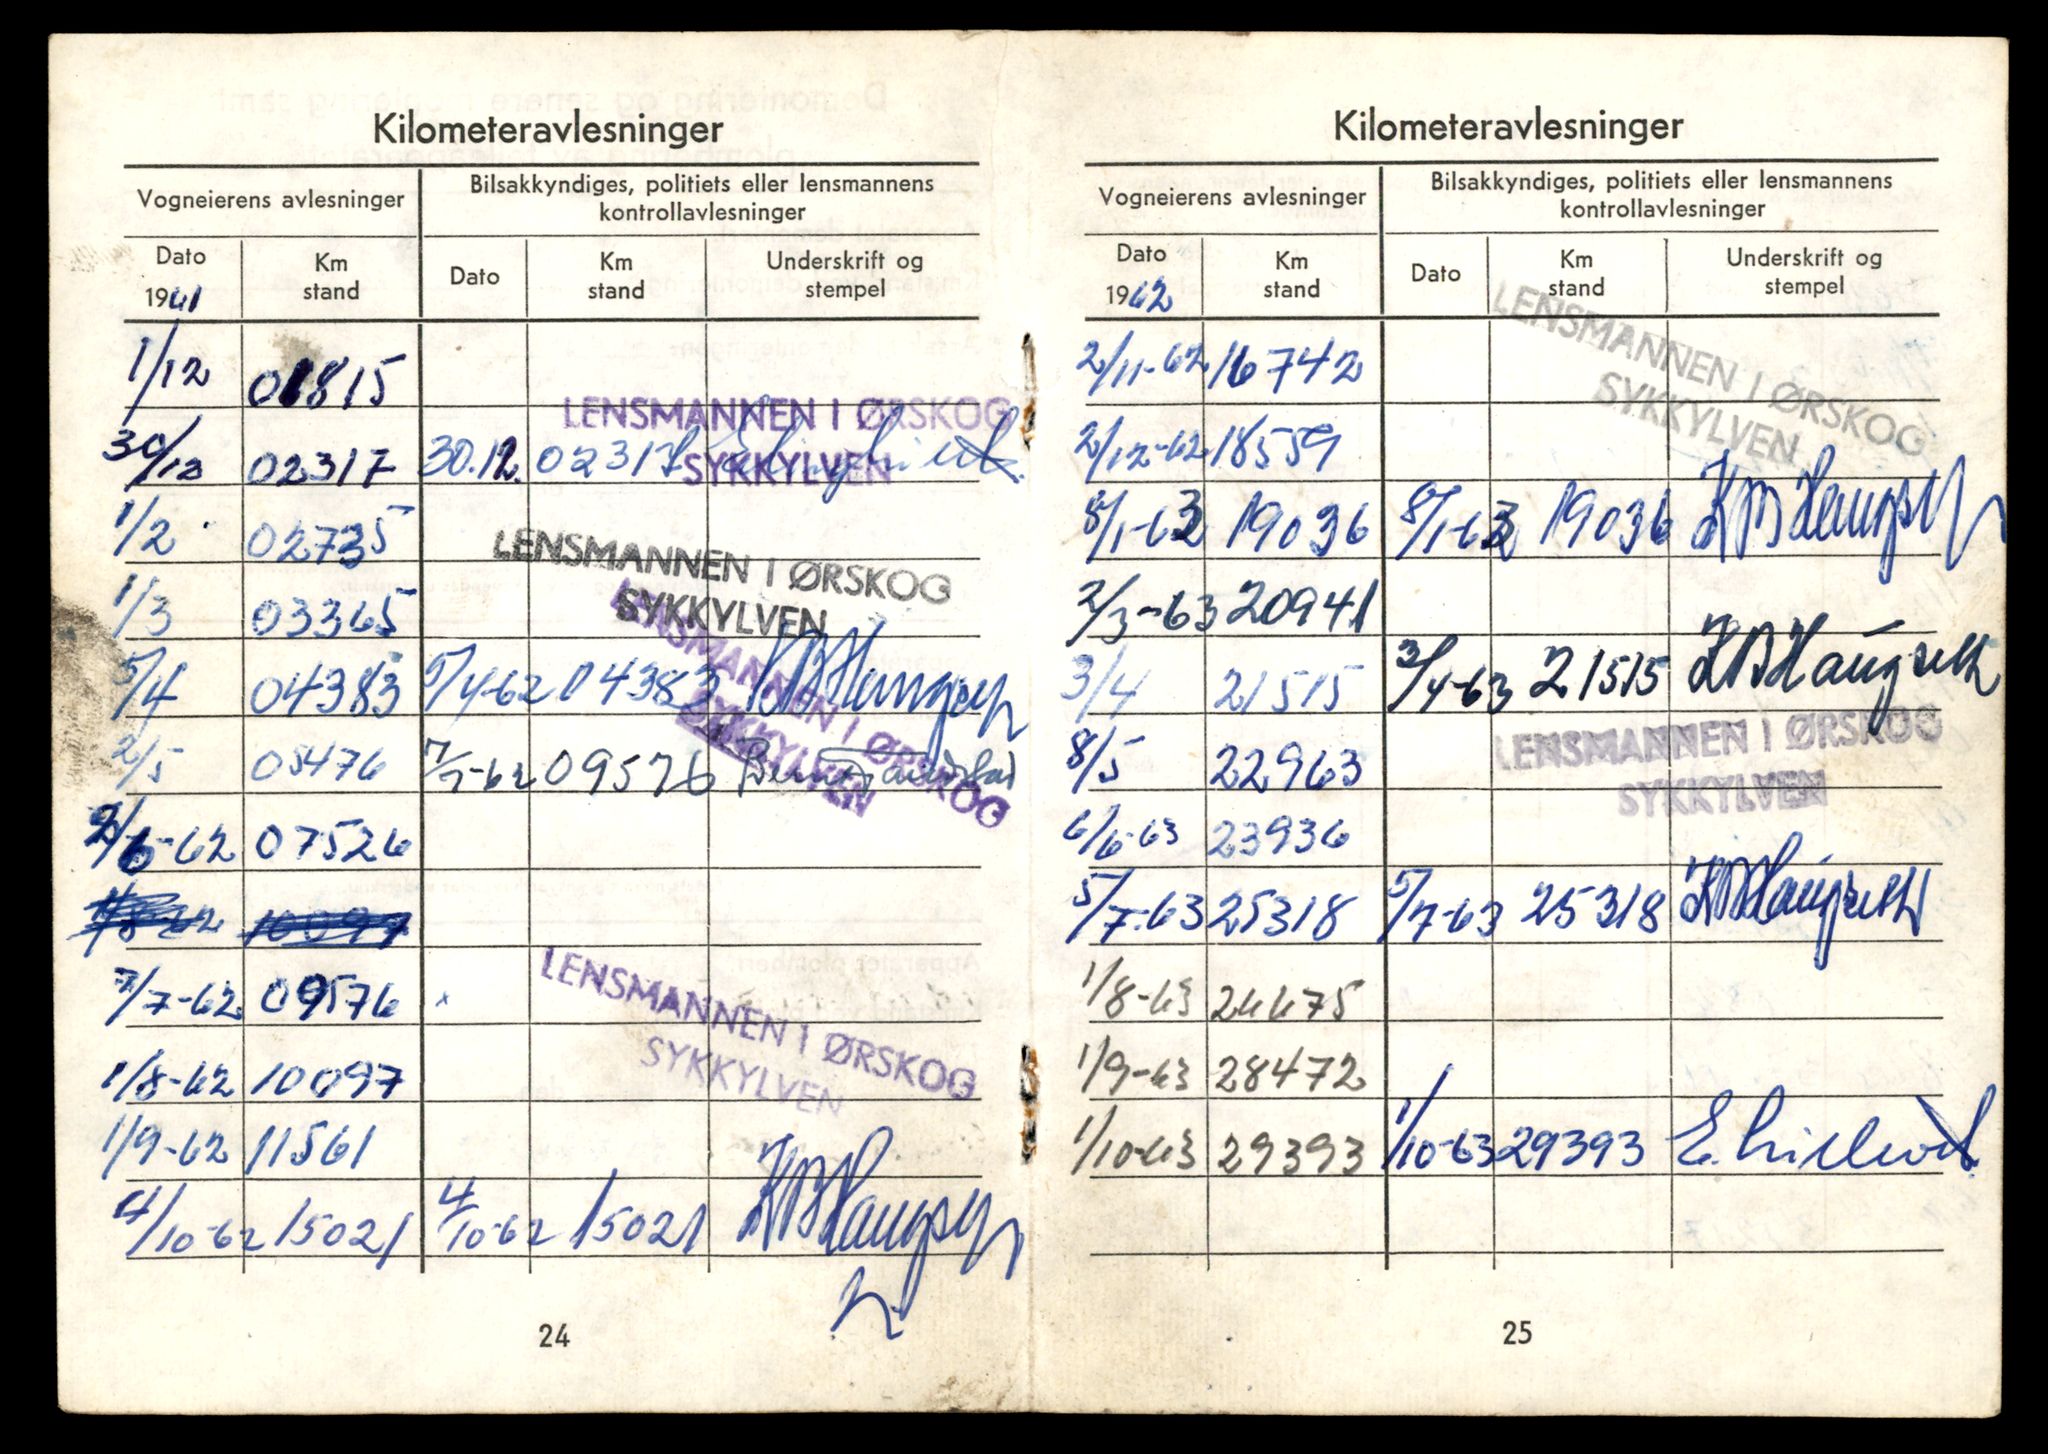 Kilometeravlesninger
Vogneierens avlesninger
Bilsakkyndiges, politiets eller lensmannens
kontrollavlesninger
Dato
1961
Km
stand
Dato
Km
stand
Underskrift og
stempel
1/12 01815
LENSMANNEN I ØRSKOG
SYKKYLVEN
30/12 02317 30.12. 02317
1/2 02735
LENSMANNEN I ØRSKOG
SYKKYLVEN
1/3 03365
LENSMANNEN I ØRSKOG
SYKKYLVEN
5/4 04383 5/4-62 04383
2/5 05476 7/7-62 09576
2/6-62 07526
10097
7/7-62 09576
LENSMANNEN I ØRSKOG
SYKKYLVEN
1/8-62 10097
1/9-62 11561
4/10-62 15021 4/10-62 15021
24
Kilometeravlesninger
Vogneierens avlesninger
Bilsakkyndiges, politiets eller lensmannens
kontrollavlesninger
Dato
1962
Km
stand
Dato
Km
stand
Underskrift og
stempel
LENSMANNEN I ØRSKOG
SYKKYLVEN
2/11-62 16742
2/12-62 18559
8/1-63 19036 8/1-63 19036
2/3-63 20941
3/4 21515 3/4-63 21515 K B Haugseth
LENSMANNEN I ØRSKOG
SYKKYLVEN
8/5 22963
6/6-63 23936
5/7-63 25318 5/7-63 25318 K B Haugseth
1/8-63 26675
1/9-63 28472
1/10-63 29393 1/10-63 29393
25